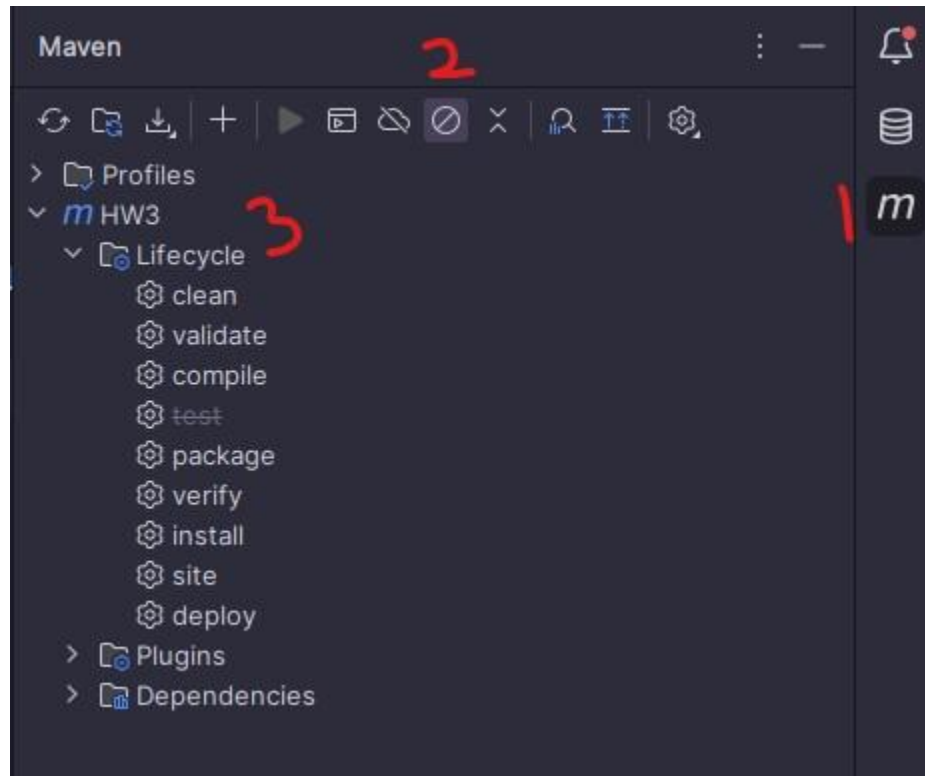 Maven
2
Profiles
m HW3
3
Lifecycle
1 m
clean
validate
compile
test
package
verify
install
site
deploy
Plugins
Dependencies